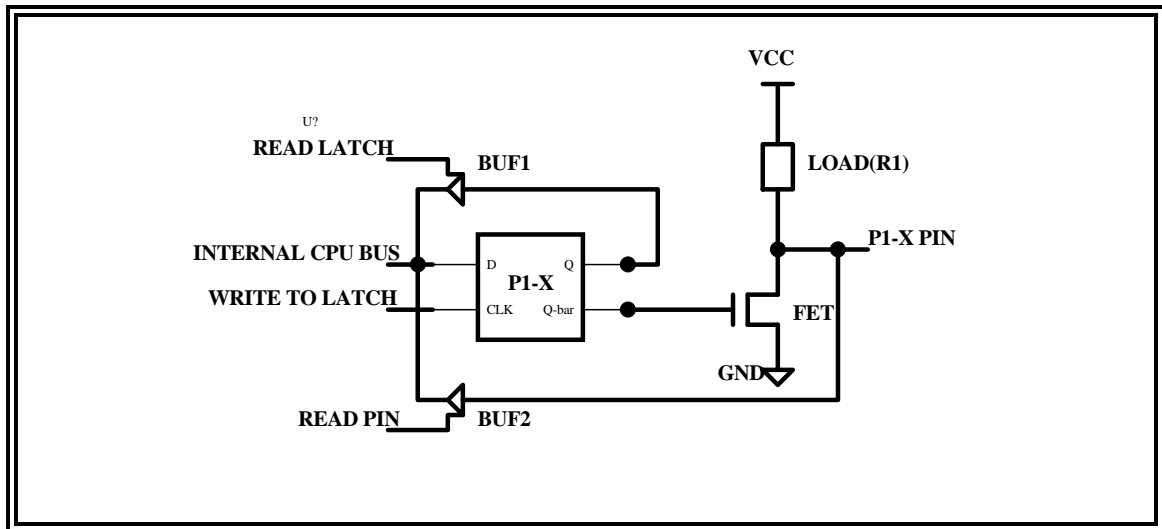 VCC
U?
READ LATCH
BUF1
LOAD(R1)
INTERNAL CPU BUS
D
Q
P1-X PIN
P1-X
WRITE TO LATCH
CLK
Q-bar
FET
GND
READ PIN
BUF2